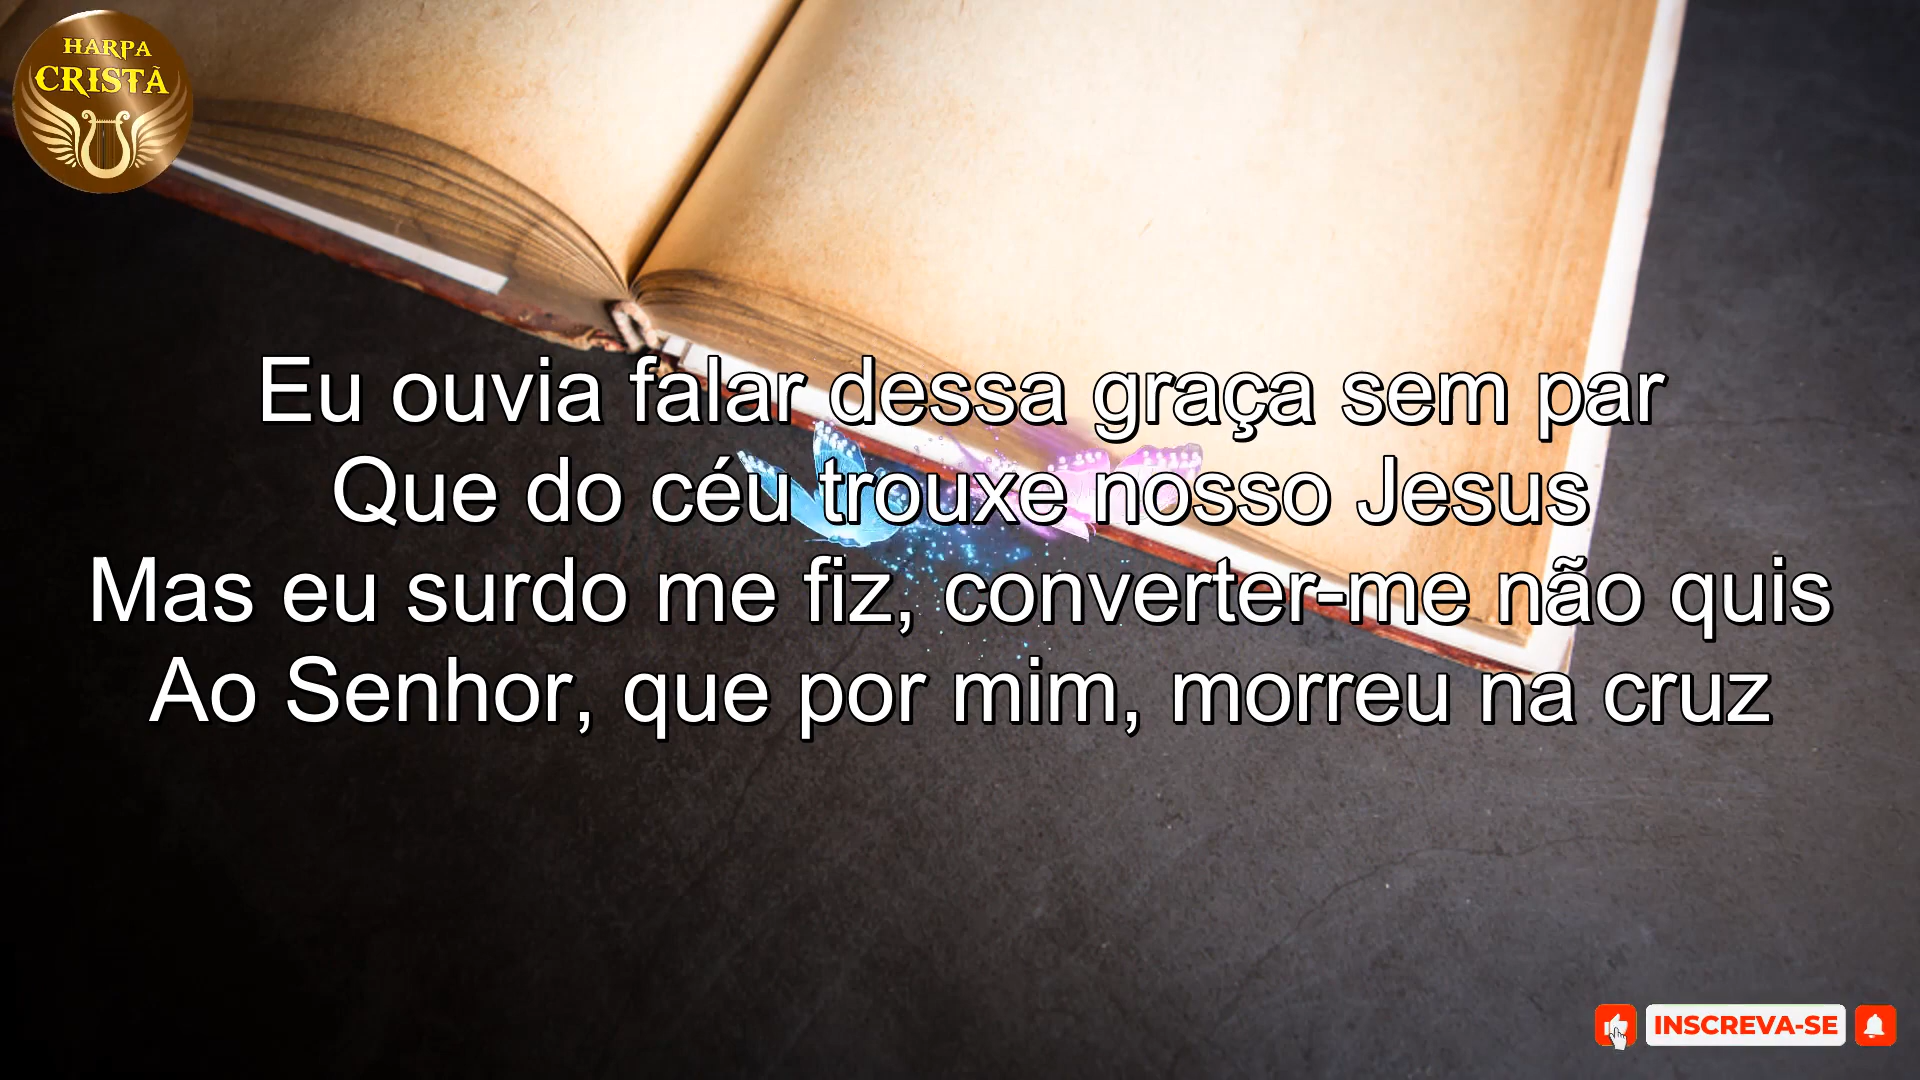 HARPA
CRISTÃ
Eu ouvia falar dessa graça sem par
Que do céu trouxe nosso Jesus
Mas eu surdo me fiz, converter-me não quis
Ao Senhor, que por mim, morreu na cruz
INSCREVA-SE